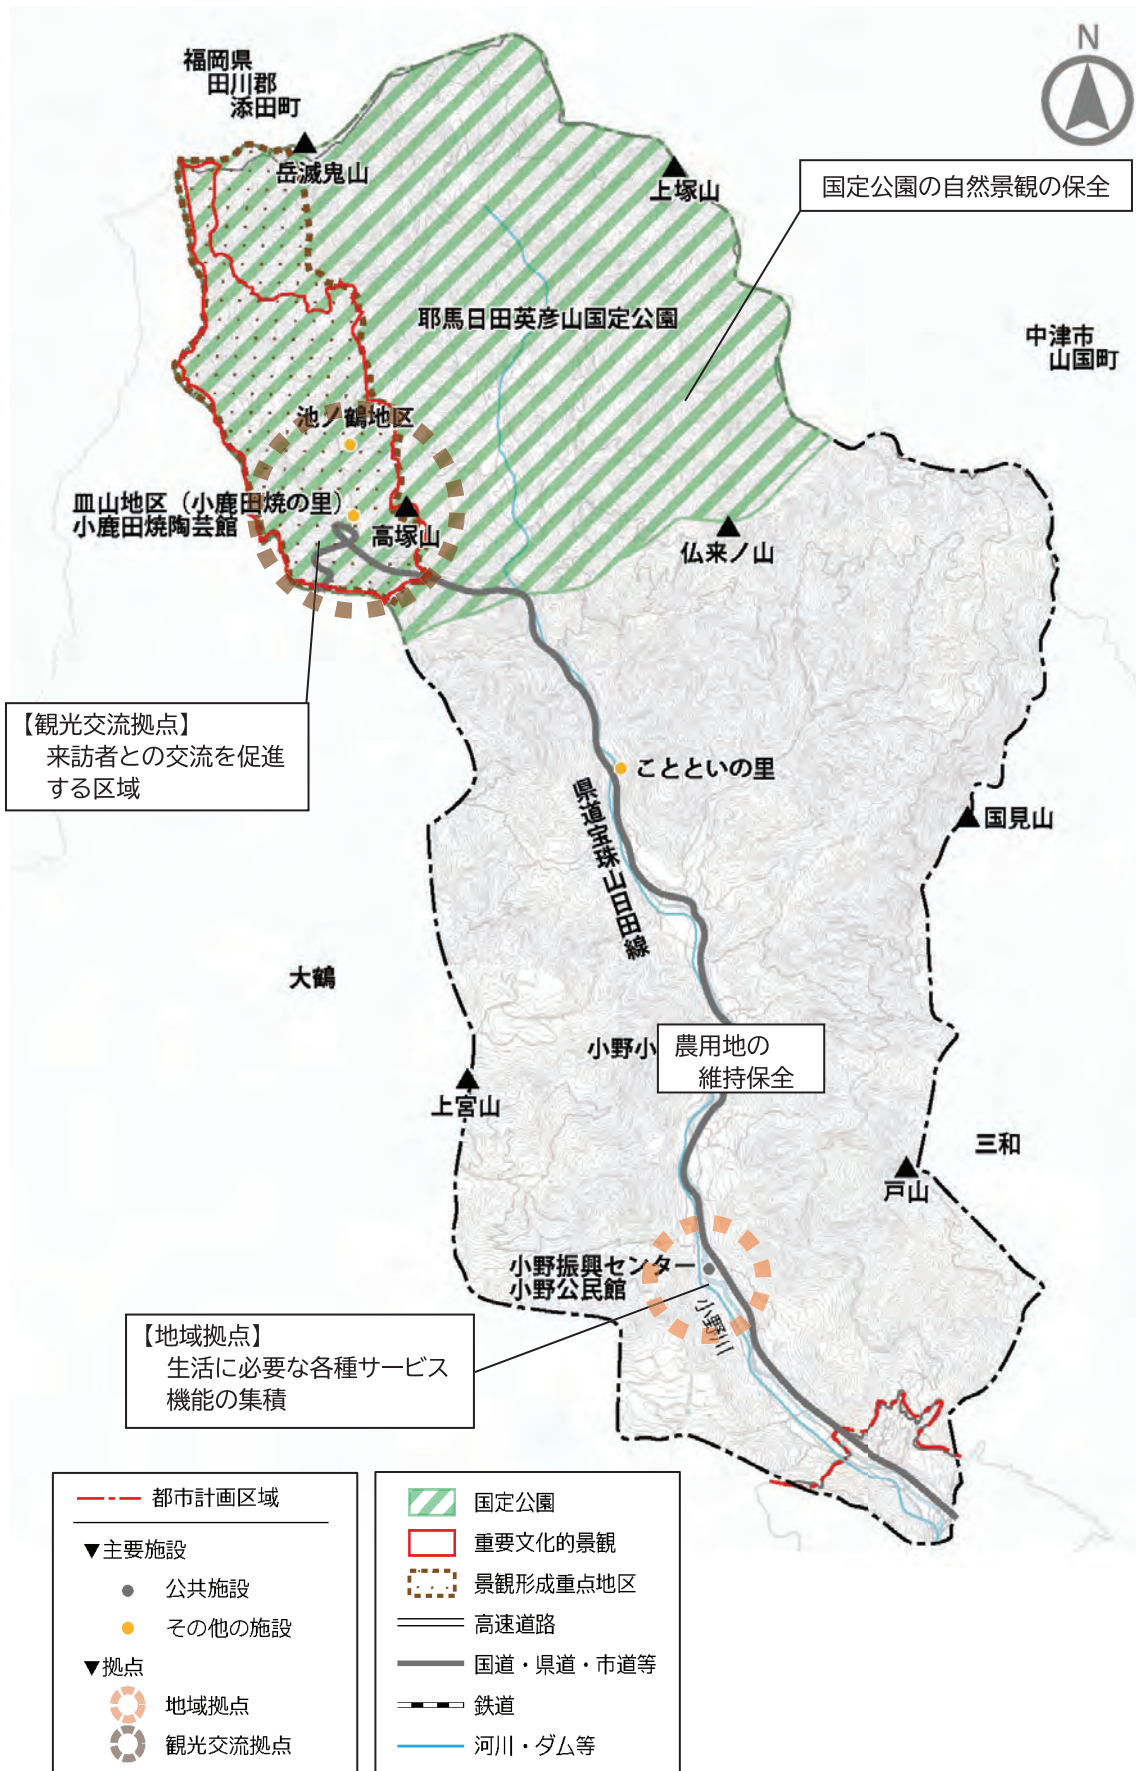 N
福岡県
田川郡
添田町
岳滅鬼山
上塚山
国定公園の自然景観の保全
耶馬日田英彦山国定公園
中津市
山国町
池ノ鶴地区
皿山地区（小鹿田焼の里）
小鹿田焼陶芸館
高塚山
仏来ノ山
【観光交流拠点】
来訪者との交流を促進
する区域
ことといの里
県道宝珠山日田線
国見山
大鶴
小野小
農用地の
維持保全
上宮山
三和
戸山
小野振興センター
小野公民館
小野川
【地域拠点】
生活に必要な各種サービス
機能の集積
都市計画区域
▼主要施設
公共施設
その他の施設
▼拠点
地域拠点
観光交流拠点
国定公園
重要文化的景観
景観形成重点地区
高速道路
国道・県道・市道等
鉄道
河川・ダム等